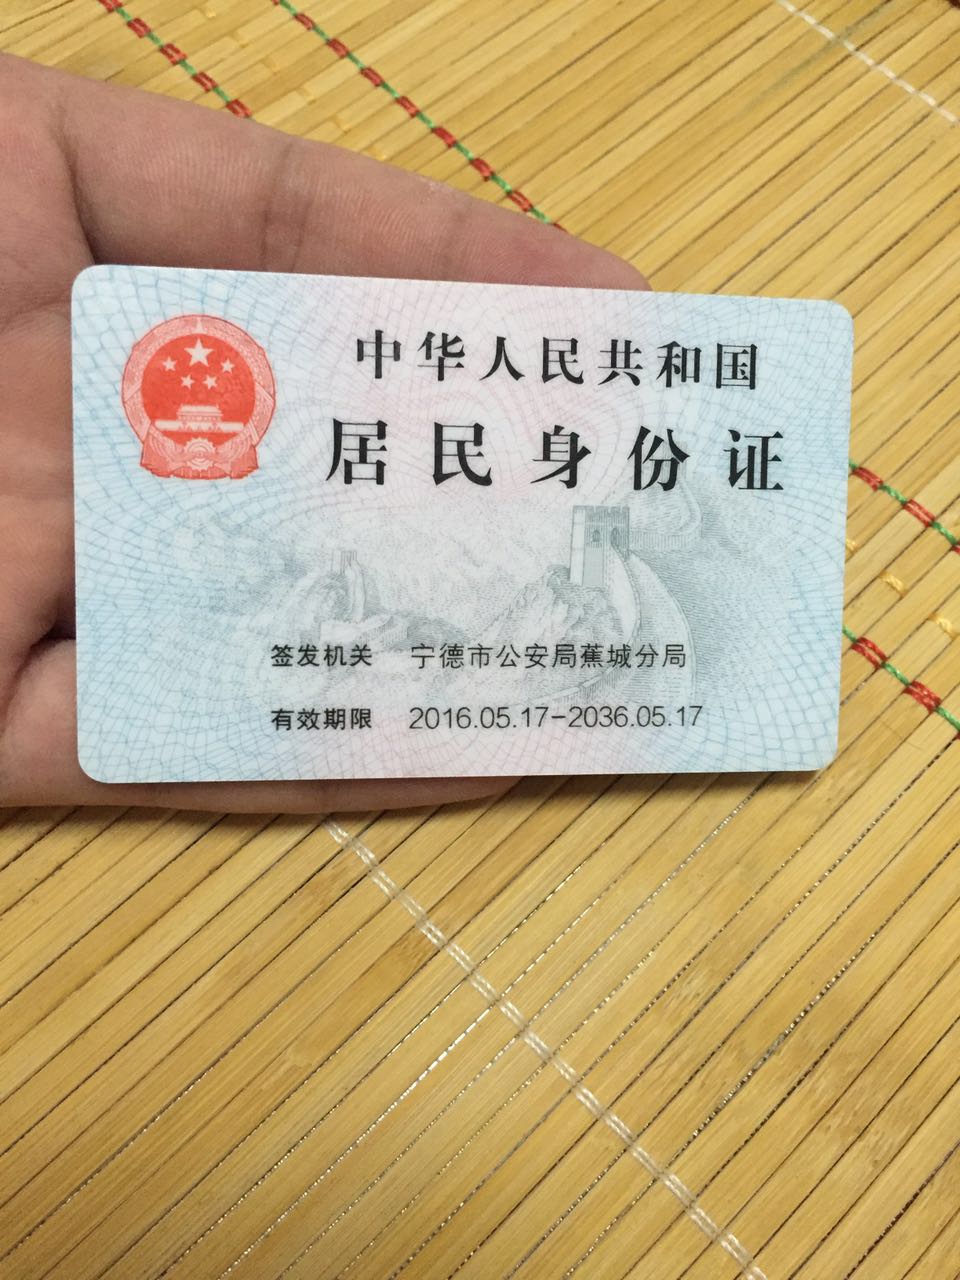 中华人民共和国
居民身份证
签发机关 宁德市公安局蕉城分局
有效期限 2016.05.17-2036.05.17